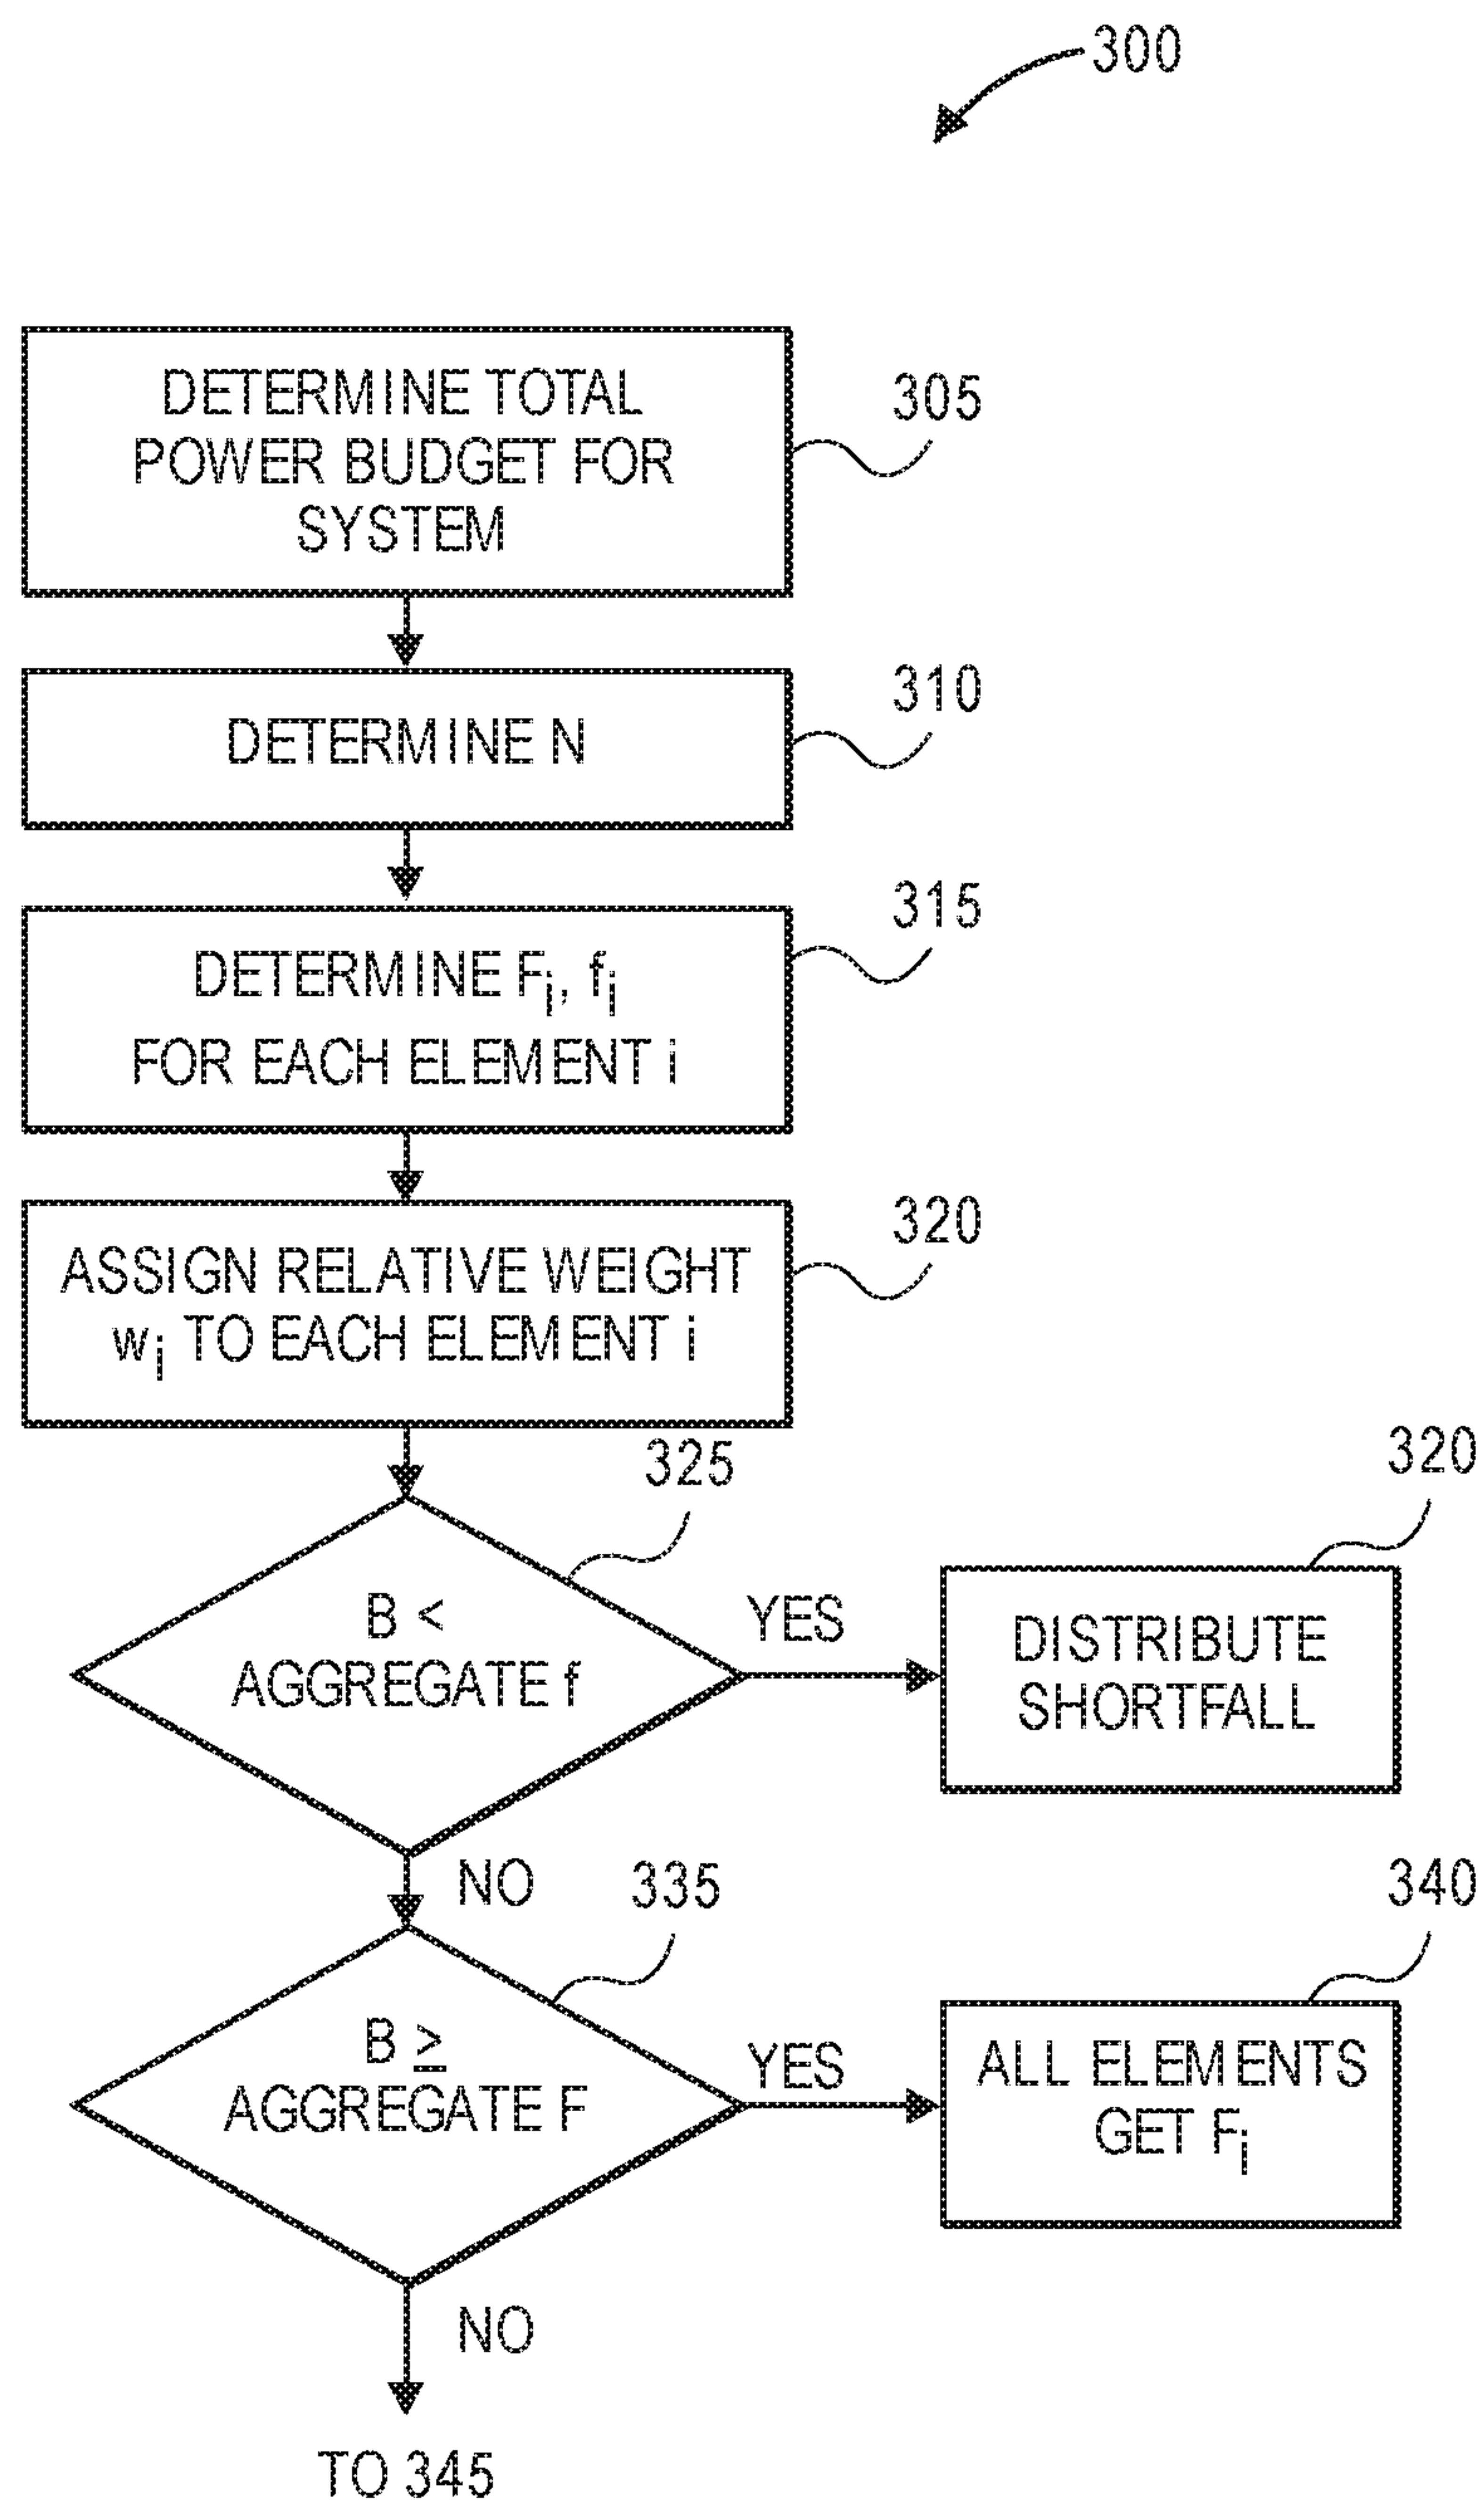 300
DETERMINE TOTAL
POWER BUDGET FOR
SYSTEM
305
DETERMINE N
310
DETERMINE Fi, fi
FOR EACH ELEMENT i
315
ASSIGN RELATIVE WEIGHT
wi TO EACH ELEMENT i
320
325
B <
AGGREGATE f
YES
320
DISTRIBUTE
SHORTFALL
NO
335
B ≥
AGGREGATE F
YES
340
ALL ELEMENTS
GET Fi
NO
TO 345